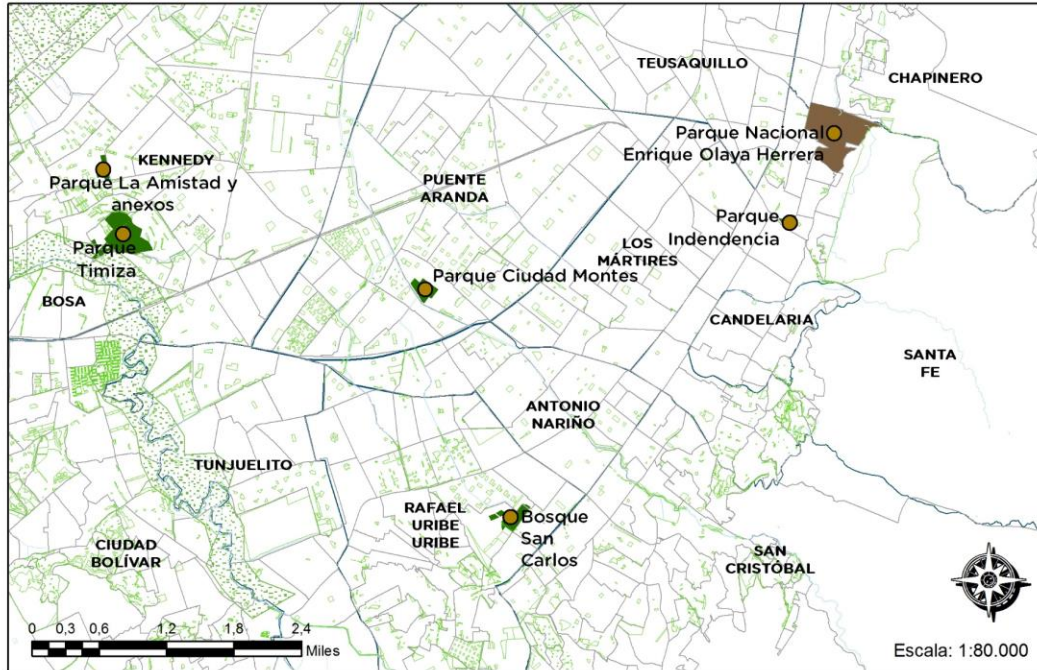 TEUSAQUILLO
CHAPINERO
Parque Nacional
Enrique Olaya Herrera
KENNEDY
Parque La Amistad y
anexos
PUENTE
ARANDA
Parque
Indendencia
LOS
MÁRTIRES
Parque
Timiza
Parque Ciudad Montes
BOSA
CANDELARIA
SANTA
FE
ANTONIO
NARIÑO
TUNJUELITO
RAFAEL
URIBE
URIBE
Bosque
San
Carlos
CIUDAD
BOLÍVAR
SAN
CRISTÓBAL
0 0,3 0,6 1,2 1,8 2,4
Miles
Escala: 1:80.000